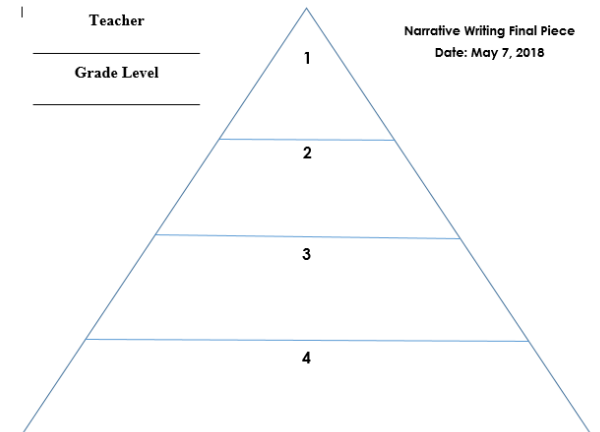 Teacher
Grade Level
Narrative Writing Final Piece
Date: May 7, 2018
1
2
3
4